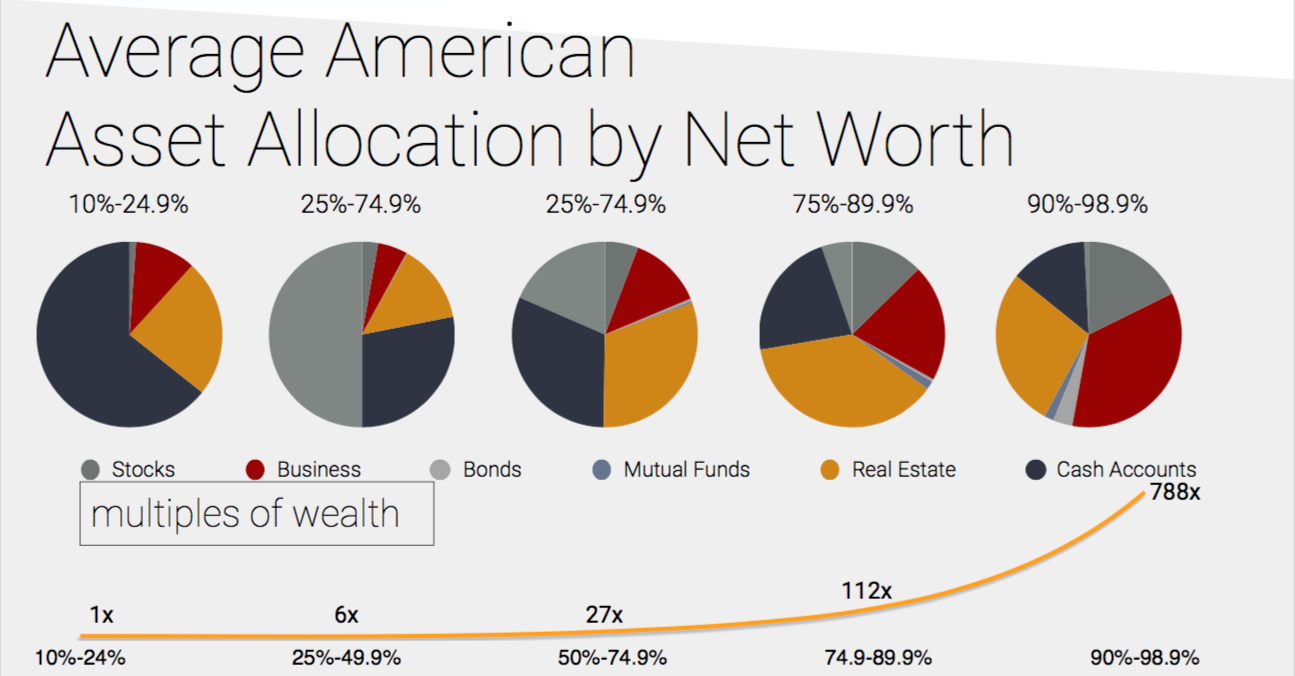 Average American
Asset Allocation by Net Worth
10%-24.9% 25%-74.9% 25%-74.9% 75%-89.9% 90%-98.9%
Stocks Business Bonds Mutual Funds Real Estate Cash Accounts
multiples of wealth
788x
112x
1x 6x 27x
10%-24% 25%-49.9% 50%-74.9% 74.9-89.9% 90%-98.9%